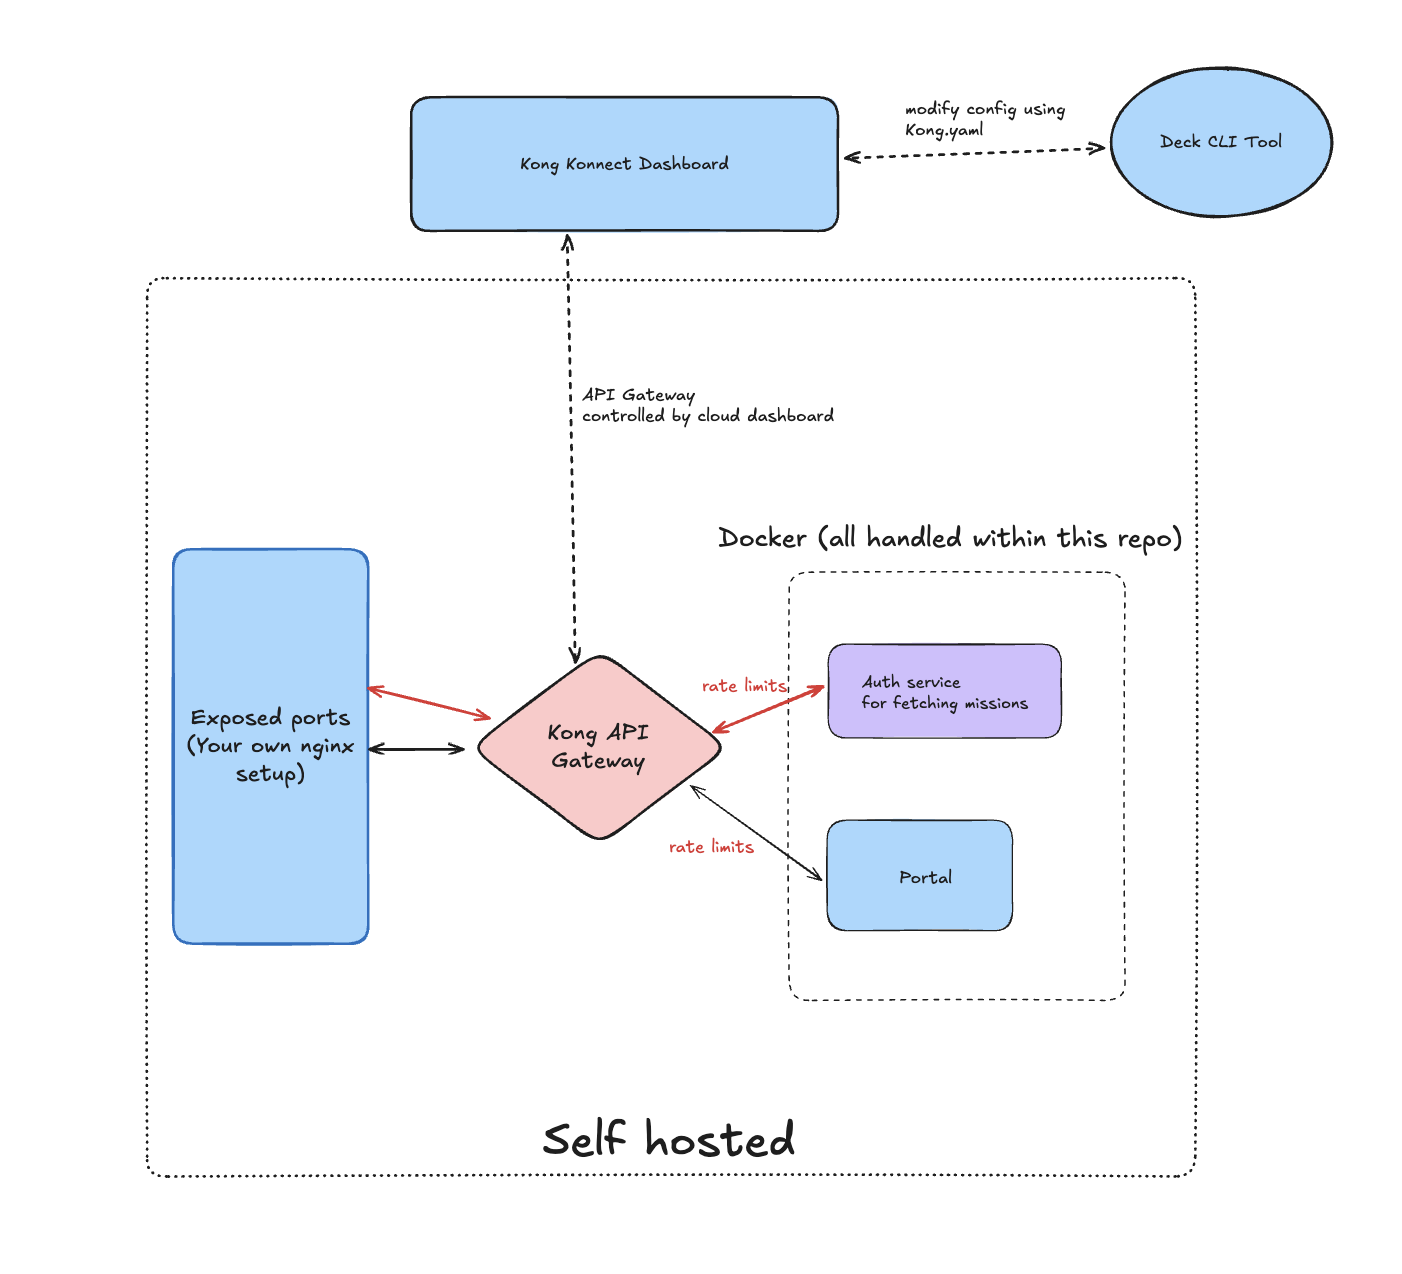 modify config using
Kong.yaml
Deck CLI Tool
Kong Konnect Dashboard
API Gateway
controlled by cloud dashboard
Docker (all handled within this repo)
rate limits
Auth service
for fetching missions
Exposed ports
(Your own nginx
setup)
Kong API
Gateway
rate limits
Portal
Self hosted